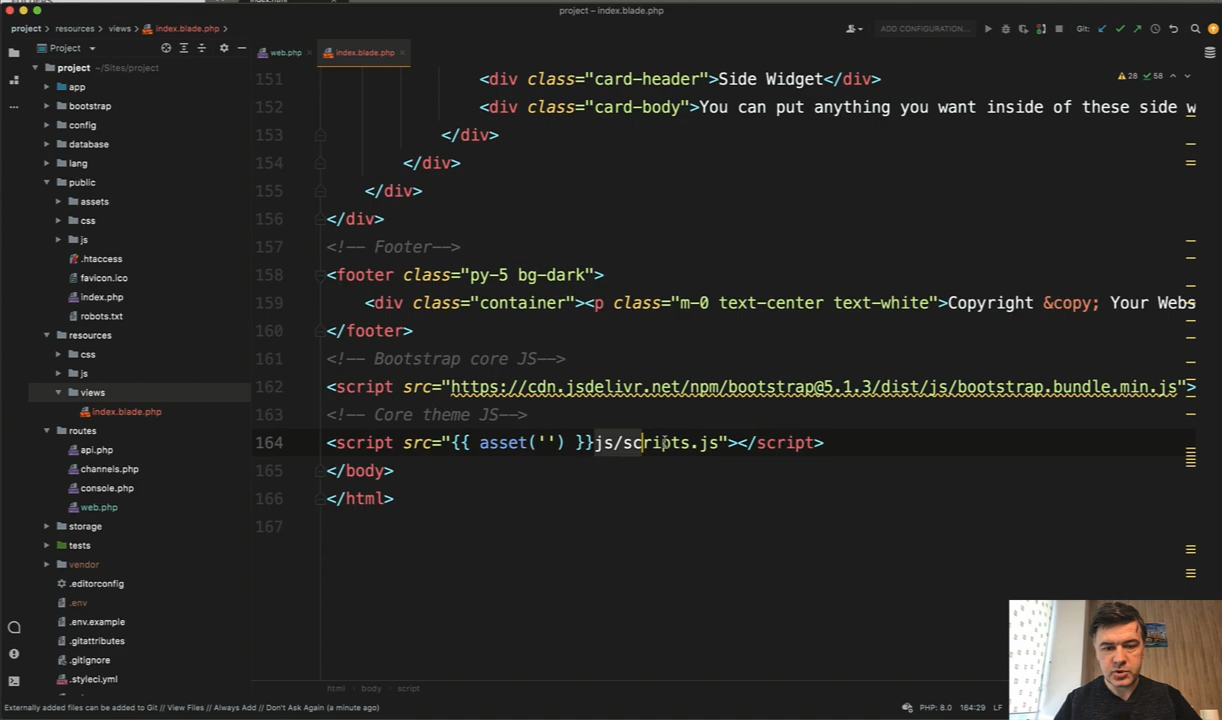 project – index.blade.php
project
resources
views
index.blade.php
ADD CONFIGURATION...
Git:
Project
web.php
index.blade.php
project ~/Sites/project
app
bootstrap
config
database
lang
public
assets
css
js
.htaccess
favicon.ico
index.php
robots.txt
resources
css
js
views
index.blade.php
routes
api.php
channels.php
console.php
web.php
storage
tests
vendor
.editorconfig
.env
.env.example
.gitattributes
.gitignore
.styleci.yml
28 58
151 <div class="card-header">Side Widget</div>
152 <div class="card-body">You can put anything you want inside of these side w
153 </div>
154 </div>
155 </div>
156 </div>
157 <!-- Footer-->
158 <footer class="py-5 bg-dark">
159 <div class="container"><p class="m-0 text-center text-white">Copyright &copy; Your Webs
160 </footer>
161 <!-- Bootstrap core JS-->
162 <script src="https://cdn.jsdelivr.net/npm/bootstrap@5.1.3/dist/js/bootstrap.bundle.min.js">
163 <!-- Core theme JS-->
164 <script src="{{ asset('') }}js/scripts.js"></script>
165 </body>
166 </html>
167
html
body
script
Externally added files can be added to Git // View Files // Always Add // Don't Ask Again (a minute ago)
PHP: 8.0 164:29 LF